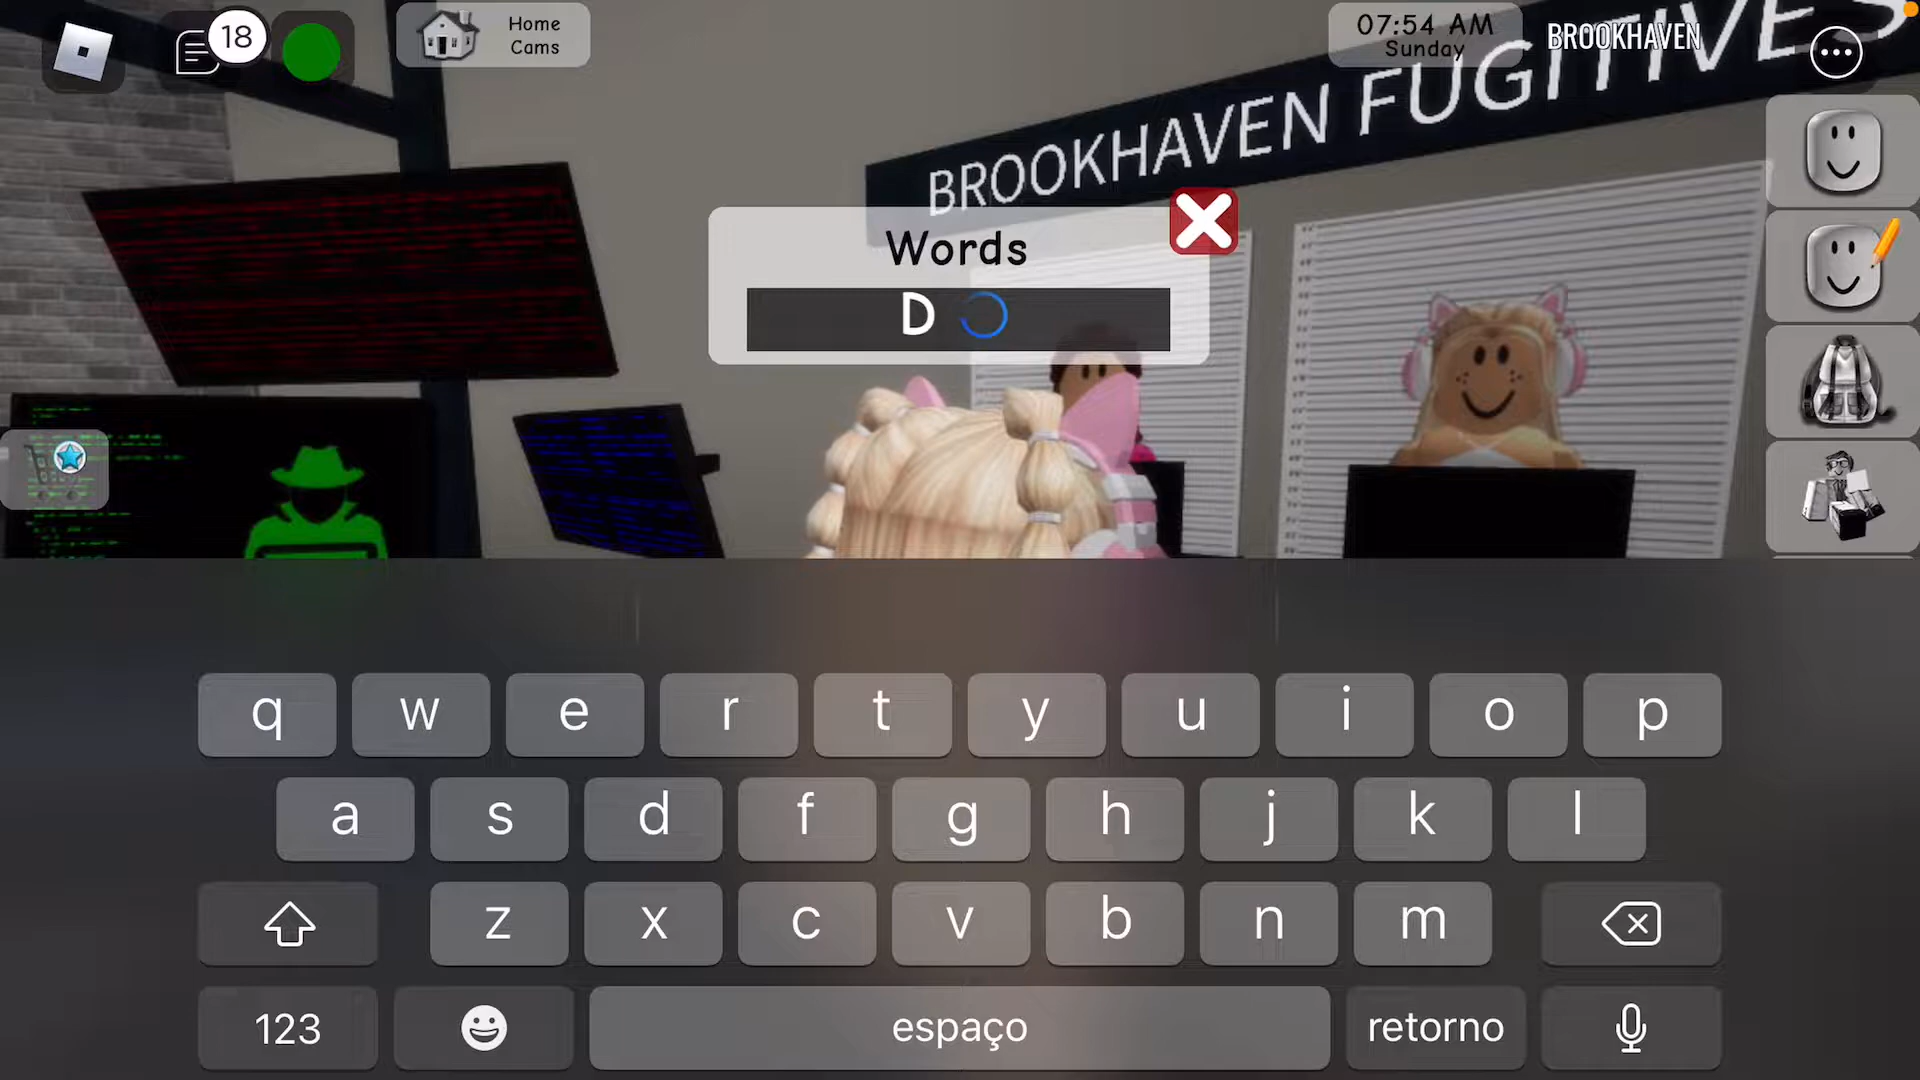 18
Home
Cams
07:54 AM
Sunday
BROOKHAVEN
BROOKHAVEN FUGITIVES
Words
D
q w e r t y u i o p
a s d f g h j k l
z x c v b n m
123 espaço retorno